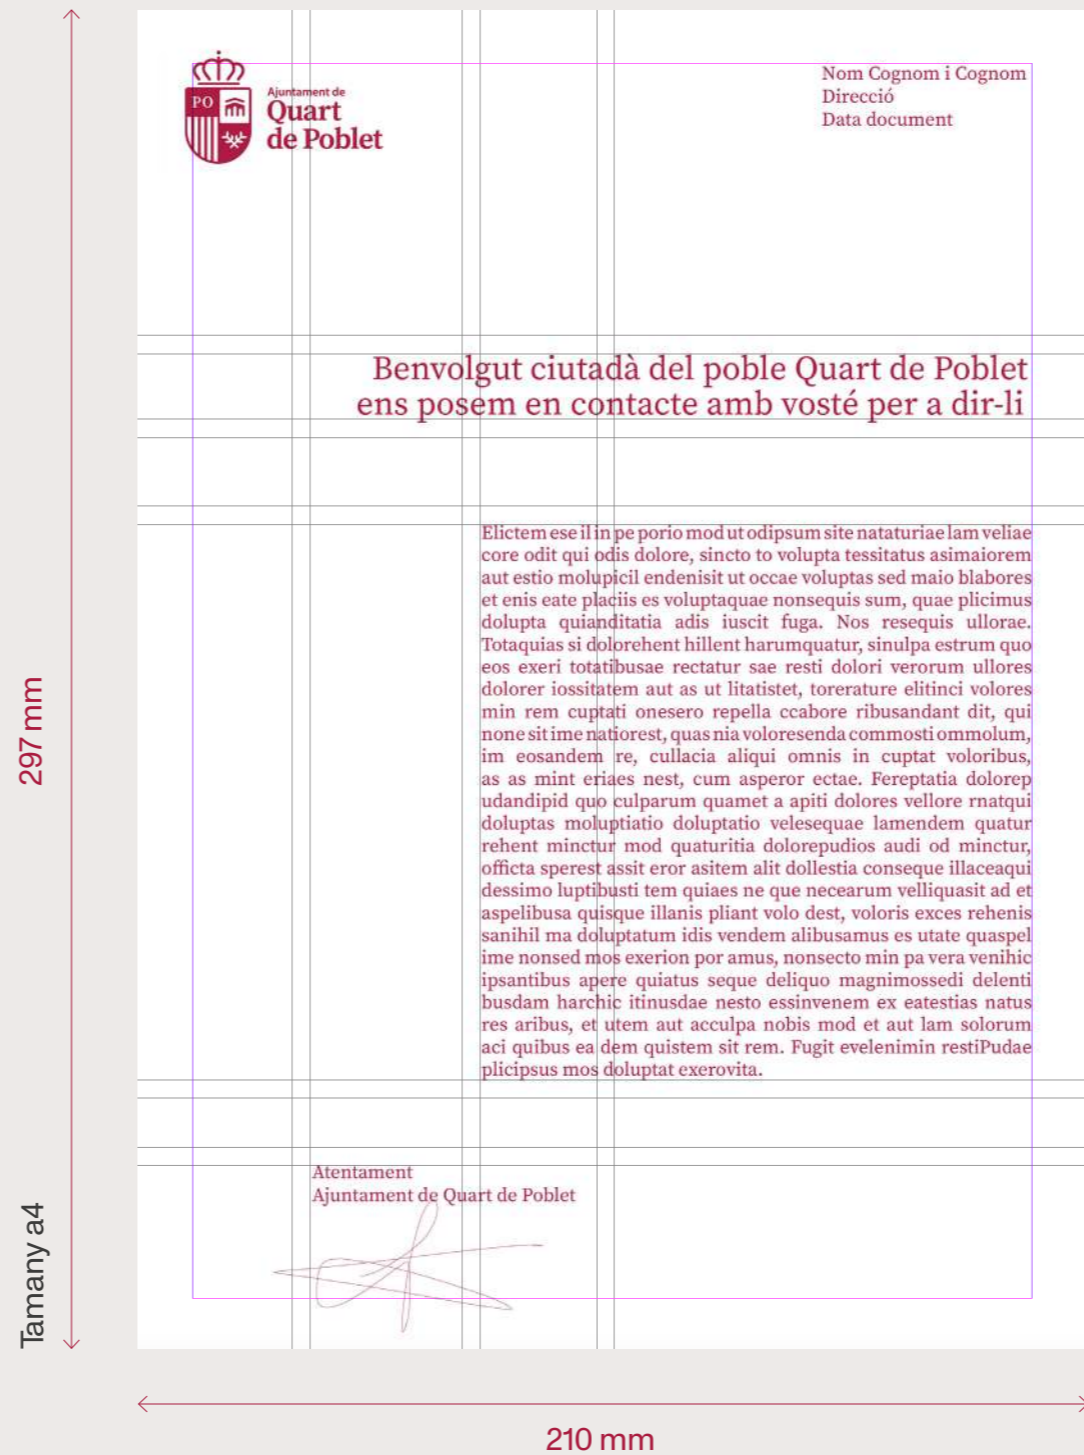 PO
Ajuntament de
Quart
de Poblet
Nom Cognom i Cognom
Direcció
Data document
Benvolgut ciutadà del poble Quart de Poblet
ens posem en contacte amb vosté per a dir-li
Elictem ese il in pe porio mod ut odipsum site nataturiae lam veliae
core odit qui odis dolore, sincto to volupta tessitatus asimaiorem
aut estio molupicil endenisit ut occae voluptas sed maio blabores
et enis eate placiis es voluptaquae nonsequis sum, quae plicimus
dolupta quianditatia adis iuscit fuga. Nos resequis ullorae.
Totaquias si dolorehent hillent harumquatur, sinulpa estrum quo
eos exeri totatibusae rectatur sae resti dolori verorum ullores
dolorer iossitatem aut as ut litatistet, torerature elitinci volores
min rem cuptati onesero repella ccabore ribusandant dit, qui
none sit ime natiorest, quas nia voloresenda commosti ommolum,
im eosandem re, cullacia aliqui omnis in cuptat voloribus,
as as mint eriaes nest, cum asperor ectae. Fereptatia dolorep
udandipid quo culparum quamet a apiti dolores vellore rnatqui
doluptas moluptiatio doluptatio velesequae lamendem quatur
rehent minctur mod quaturitia dolorepudios audi od minctur,
officta sperest assit eror asitem alit dollestia conseque illaceaqui
dessimo luptibusti tem quiaes ne que necearum velliquasit ad et
aspelibusa quisque illanis pliant volo dest, voloris exces rehenis
sanihil ma doluptatum idis vendem alibusamus es utate quaspel
ime nonsed mos exerion por amus, nonsecto min pa vera venihic
ipsantibus apere quiatus seque deliquo magnimossedi delenti
busdam harchic itinusdae nesto essinvenem ex eatestias natus
res aribus, et utem aut acculpa nobis mod et aut lam solorum
aci quibus ea dem quistem sit rem. Fugit evelenimin restiPudae
plicipsus mos doluptat exerovita.
Atentament
Ajuntament de Quart de Poblet
297 mm
Tamany a4
210 mm